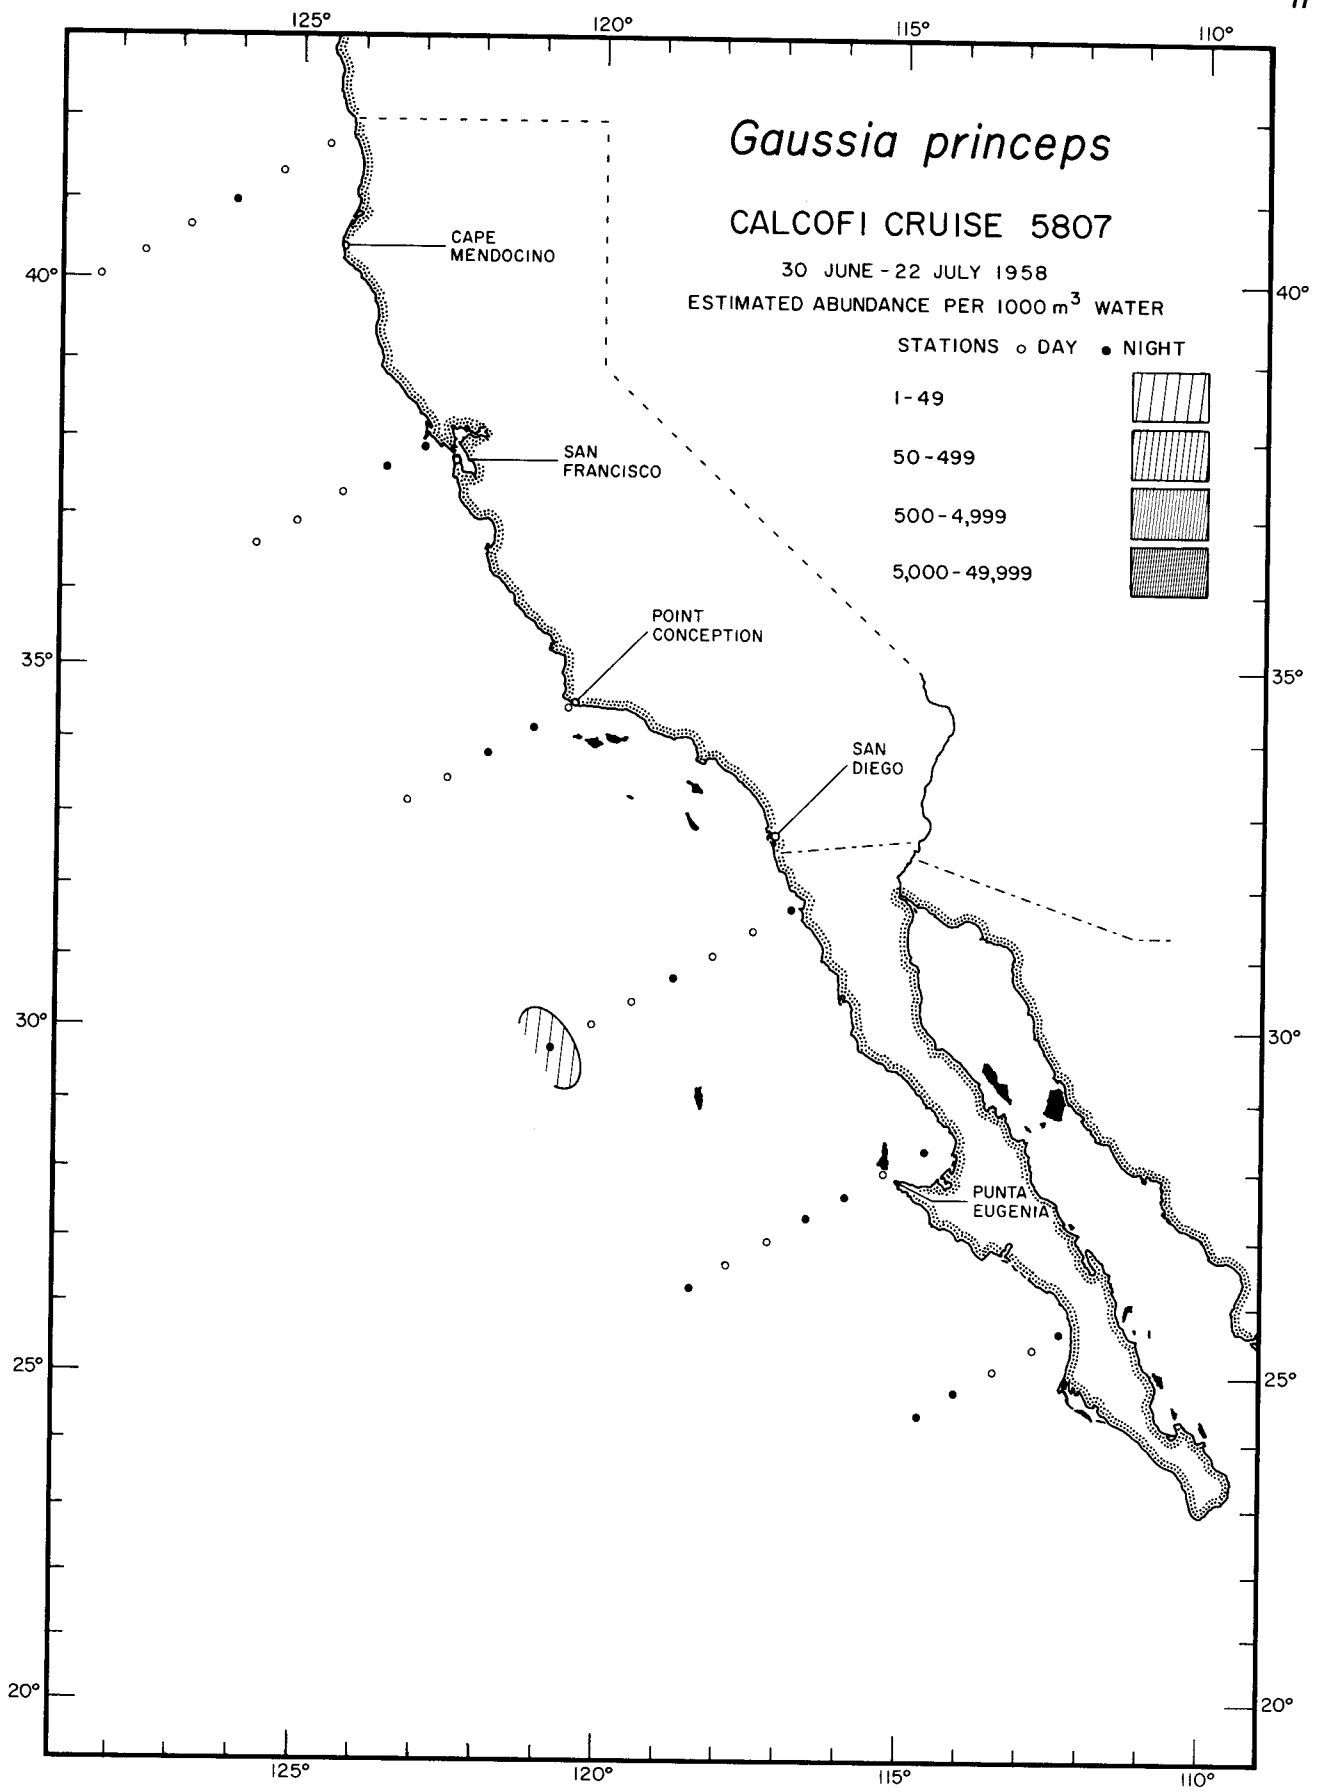 11
125° 120° 115° 110°
Gaussia princeps
CALCOFI CRUISE 5807
30 JUNE - 22 JULY 1958
ESTIMATED ABUNDANCE PER 1000 m³ WATER
STATIONS ○ DAY ● NIGHT
1 - 49
50 - 499
500 - 4,999
5,000 - 49,999
CAPE
MENDOCINO
40° 40°
SAN
FRANCISCO
POINT
CONCEPTION
35° 35°
SAN
DIEGO
30° 30°
PUNTA
EUGENIA
25° 25°
20° 20°
125° 120° 115° 110°